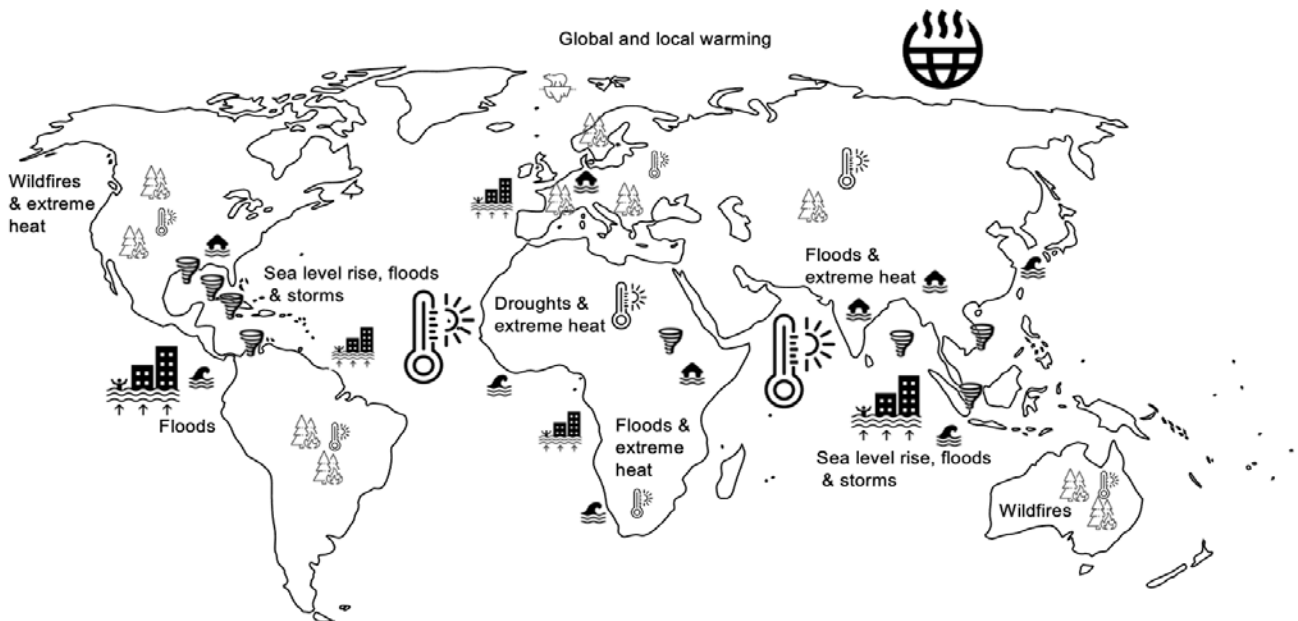 Global and local warming
Wildfires
& extreme
heat
Sea level rise, floods
& storms
Droughts &
extreme heat
Floods &
extreme heat
Floods
Floods &
extreme
heat
Sea level rise, floods
& storms
Wildfires